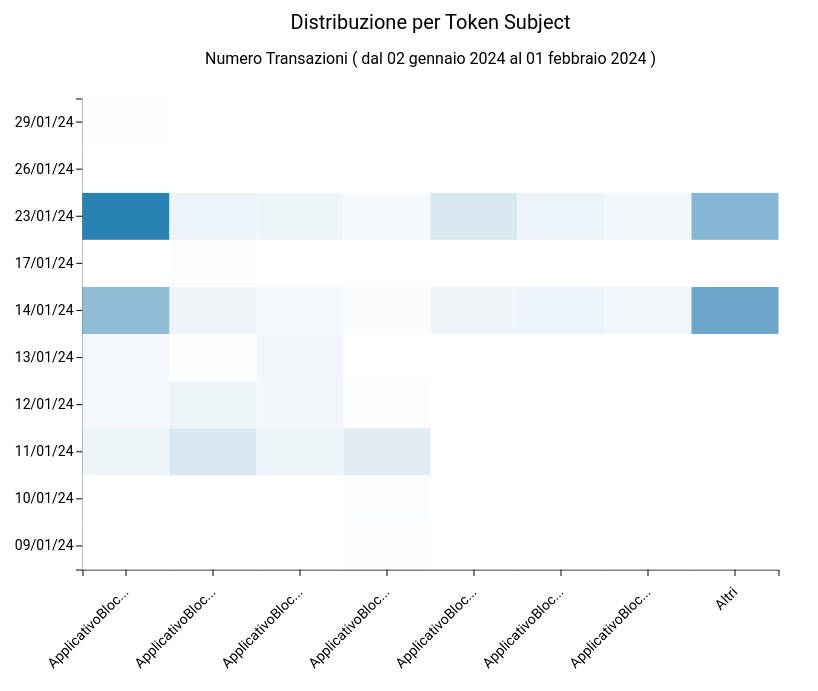 Distribuzione per Token Subject
Numero Transazioni ( dal 02 gennaio 2024 al 01 febbraio 2024 )
29/01/24
26/01/24
23/01/24
17/01/24
14/01/24
13/01/24
12/01/24
11/01/24
10/01/24
09/01/24
ApplicativoBloc...
ApplicativoBloc...
ApplicativoBloc...
ApplicativoBloc...
ApplicativoBloc...
ApplicativoBloc...
ApplicativoBloc...
Altri